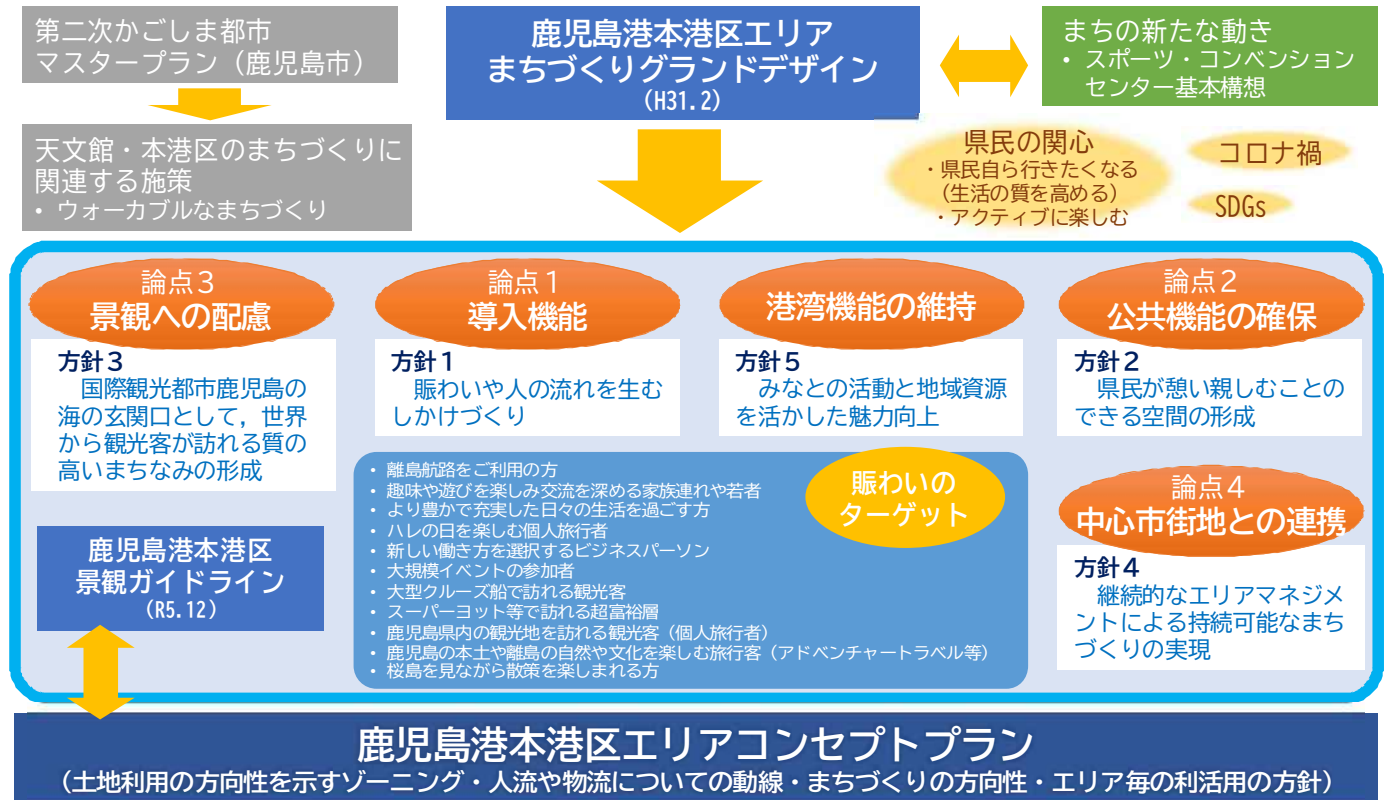 第二次かごしま都市
マスタープラン（鹿児島市）
天文館・本港区のまちづくりに
関連する施策
• ウォーカブルなまちづくり
鹿児島港本港区エリア
まちづくりグランドデザイン
(H31.2)
まちの新たな動き
• スポーツ・コンベンション
センター基本構想
県民の関心
・県民自ら行きたくなる
（生活の質を高める）
・アクティブに楽しむ
コロナ禍
SDGs
論点３
景観への配慮
方針３
国際観光都市鹿児島の
海の玄関口として，世界
から観光客が訪れる質の
高いまちなみの形成
鹿児島港本港区
景観ガイドライン
(R5.12)
論点１
導入機能
方針１
賑わいや人の流れを生む
しかけづくり
港湾機能の維持
方針５
みなとの活動と地域資源
を活かした魅力向上
賑わいの
ターゲット
• 離島航路をご利用の方
• 趣味や遊びを楽しみ交流を深める家族連れや若者
• より豊かで充実した日々の生活を過ごす方
• ハレの日を楽しむ個人旅行者
• 新しい働き方を選択するビジネスパーソン
• 大規模イベントの参加者
• 大型クルーズ船で訪れる観光客
• スーパーヨット等で訪れる超富裕層
• 鹿児島県内の観光地を訪れる観光客（個人旅行者）
• 鹿児島の本土や離島の自然や文化を楽しむ旅行客（アドベンチャートラベル等）
• 桜島を見ながら散策を楽しまれる方
論点２
公共機能の確保
方針２
県民が憩い親しむことの
できる空間の形成
論点４
中心市街地との連携
方針４
継続的なエリアマネジメ
ントによる持続可能なまち
づくりの実現
鹿児島港本港区エリアコンセプトプラン
（土地利用の方向性を示すゾーニング・人流や物流についての動線・まちづくりの方向性・エリア毎の利活用の方針）